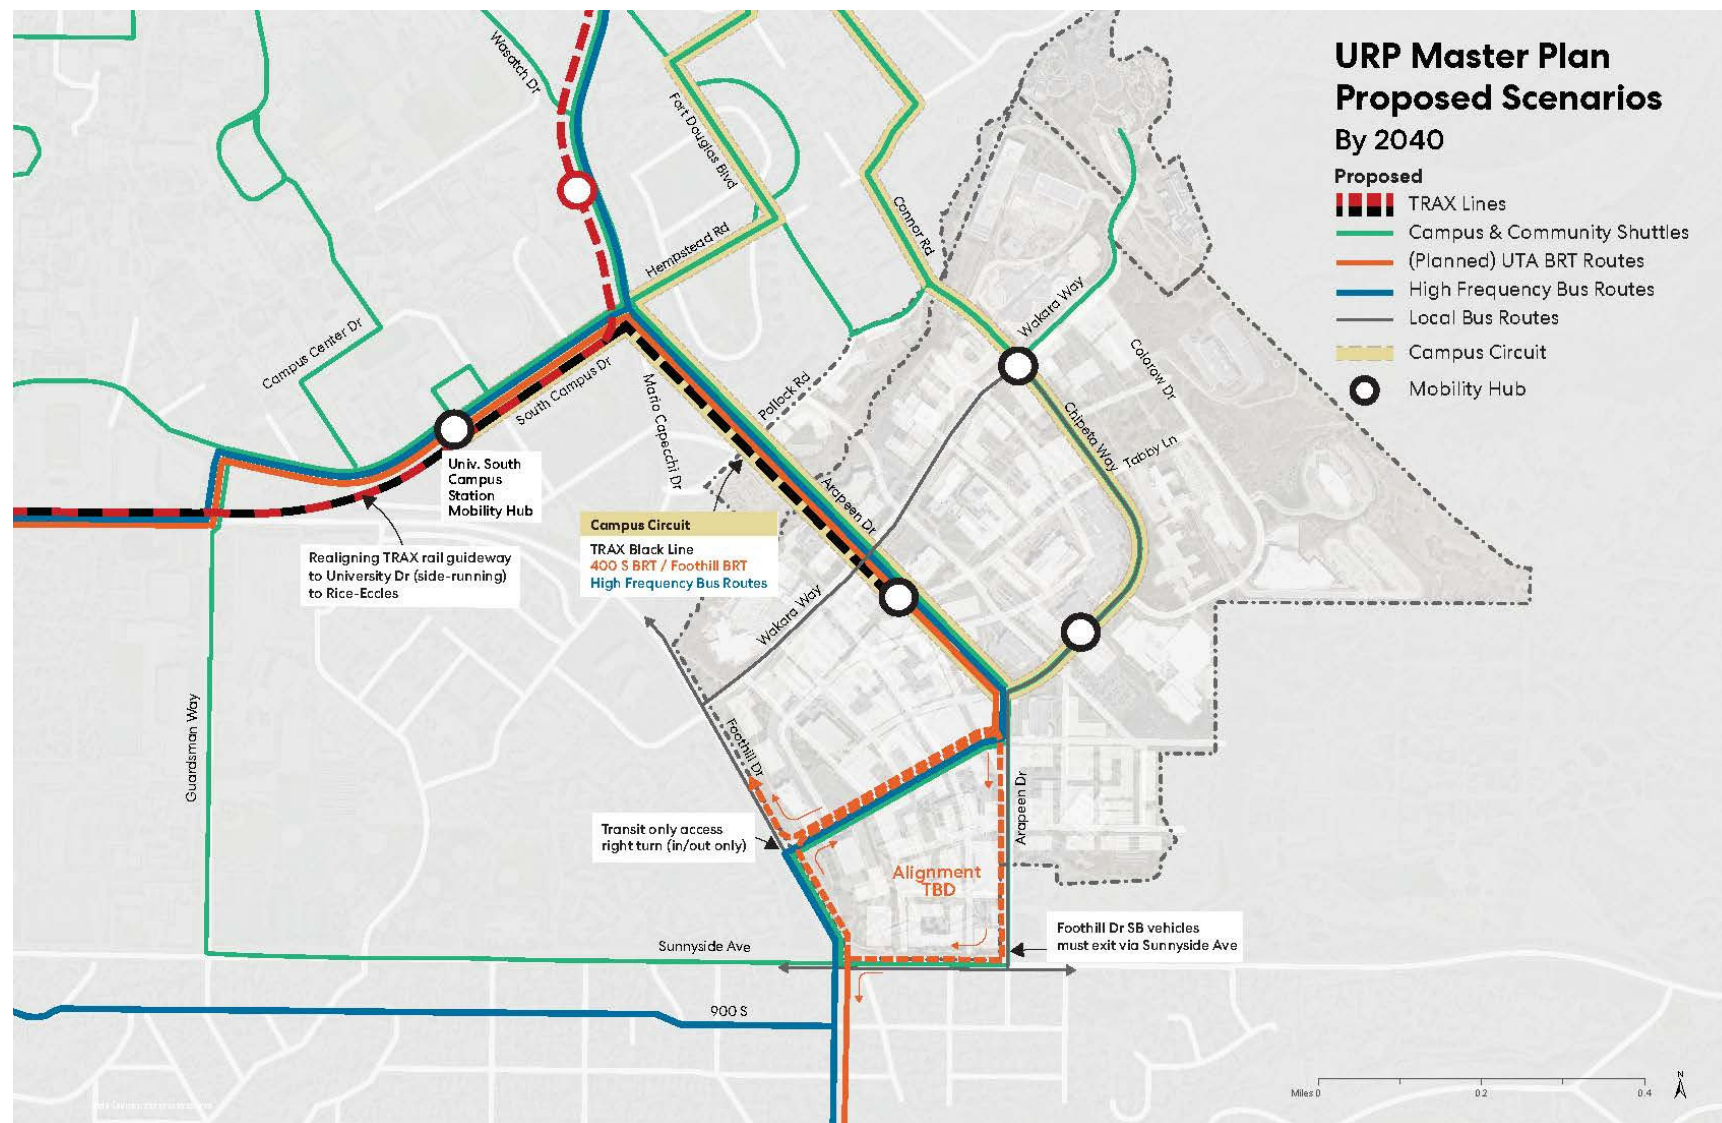 URP Master Plan
Proposed Scenarios
By 2040
Proposed
TRAX Lines
Campus & Community Shuttles
(Planned) UTA BRT Routes
High Frequency Bus Routes
Local Bus Routes
Campus Circuit
Mobility Hub
Wasatch Dr
Fort Douglas Blvd
Connor Rd
Hempstead Rd
Wakara Way
Colorow Dr
Campus Center Dr
South Campus Dr
Mario Capecchi Dr
Pollock Rd
Chipeta Way
Tabby Ln
Univ. South
Campus
Station
Mobility Hub
Arapeen Dr
Campus Circuit
TRAX Black Line
400 S BRT / Foothill BRT
High Frequency Bus Routes
Realigning TRAX rail guideway
to University Dr (side-running)
to Rice-Eccles
Wakara Way
Guardsman Way
Foothill Dr
Arapeen Dr
Transit only access
right turn (in/out only)
Alignment
TBD
Foothill Dr SB vehicles
must exit via Sunnyside Ave
Sunnyside Ave
900 S
Miles 0
0.2
0.4
N